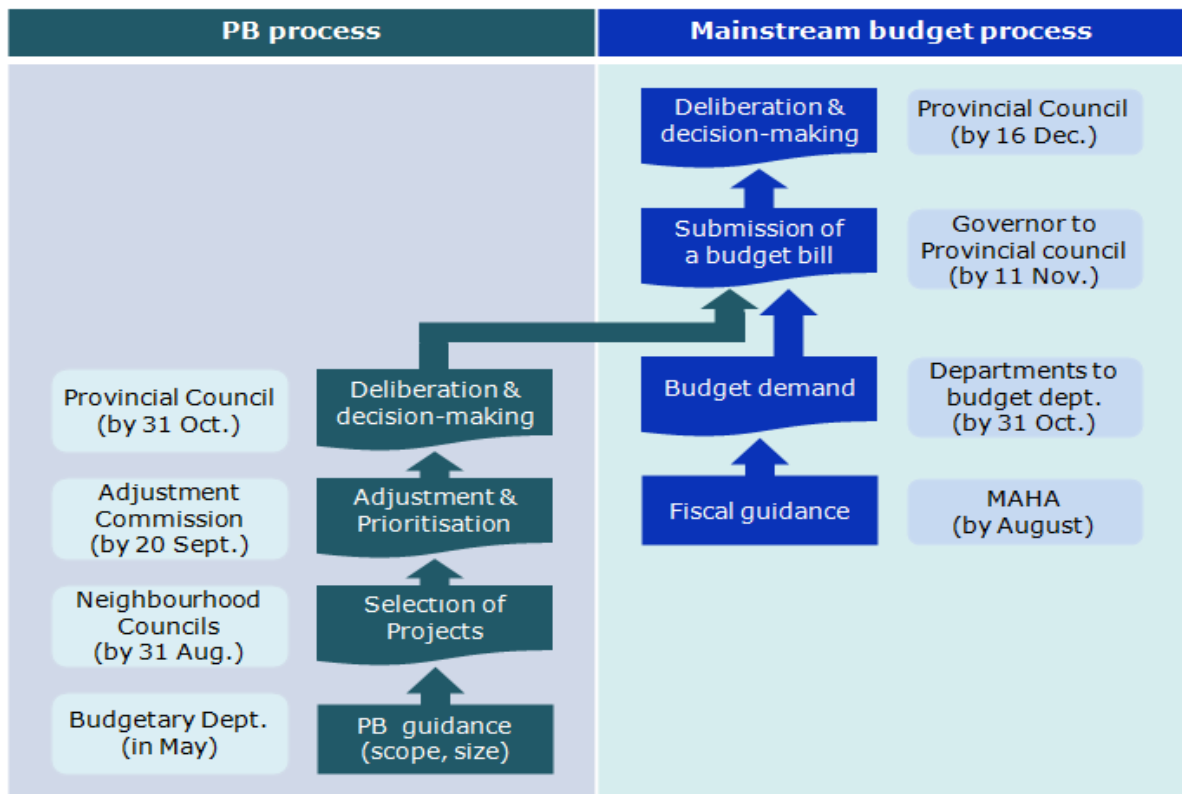 PB process
Mainstream budget process
Deliberation &
decision-making
Provincial Council
(by 16 Dec.)
Submission of
a budget bill
Governor to
Provincial council
(by 11 Nov.)
Provincial Council
(by 31 Oct.)
Deliberation &
decision-making
Budget demand
Departments to
budget dept.
(by 31 Oct.)
Adjustment
Commission
(by 20 Sept.)
Adjustment &
Prioritisation
Fiscal guidance
MAHA
(by August)
Neighbourhood
Councils
(by 31 Aug.)
Selection of
Projects
Budgetary Dept.
(in May)
PB guidance
(scope, size)